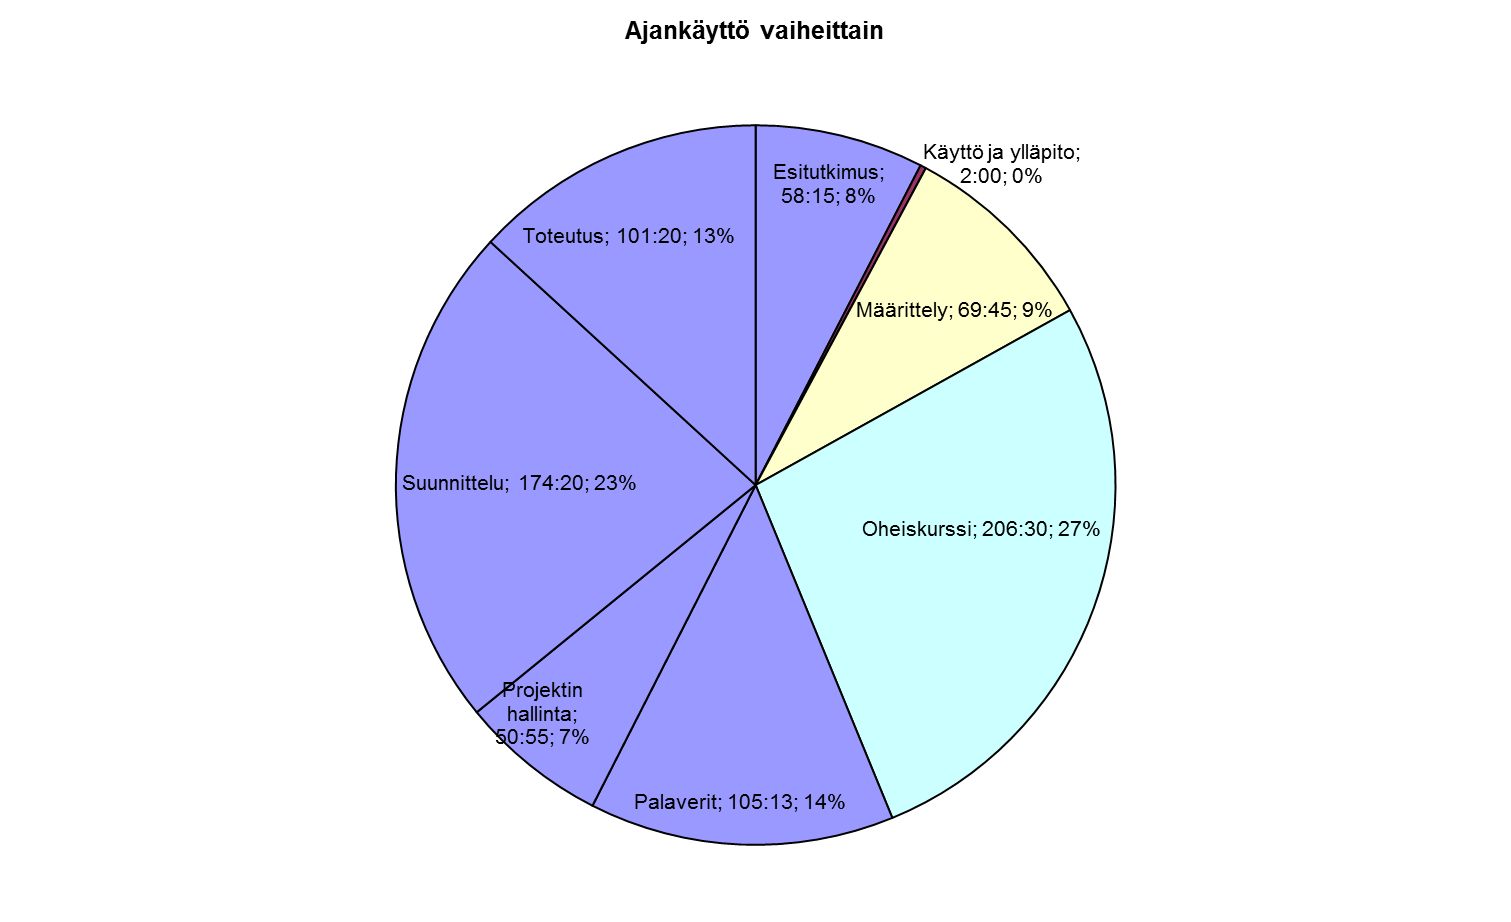 Ajankäyttö vaiheittain
Käyttö ja ylläpito;
2:00; 0%
Esitutkimus;
58:15; 8%
Toteutus; 101:20; 13%
Määrittely; 69:45; 9%
Suunnittelu; 174:20; 23%
Oheiskurssi; 206:30; 27%
Projektin
hallinta;
50:55; 7%
Palaverit; 105:13; 14%